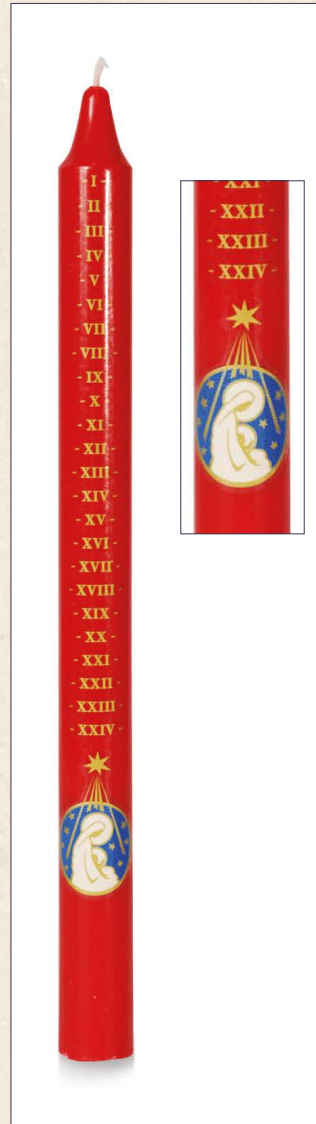 - I -
- II -
- III -
- IV -
- V -
- VI -
- VII -
- VIII -
- IX -
- X -
- XI -
- XII -
- XIII -
- XIV -
- XV -
- XVI -
- XVII -
- XVIII -
- XIX -
- XX -
- XXI -
- XXII -
- XXIII -
- XXIV -
- XXI -
- XXII -
- XXIII -
- XXIV -